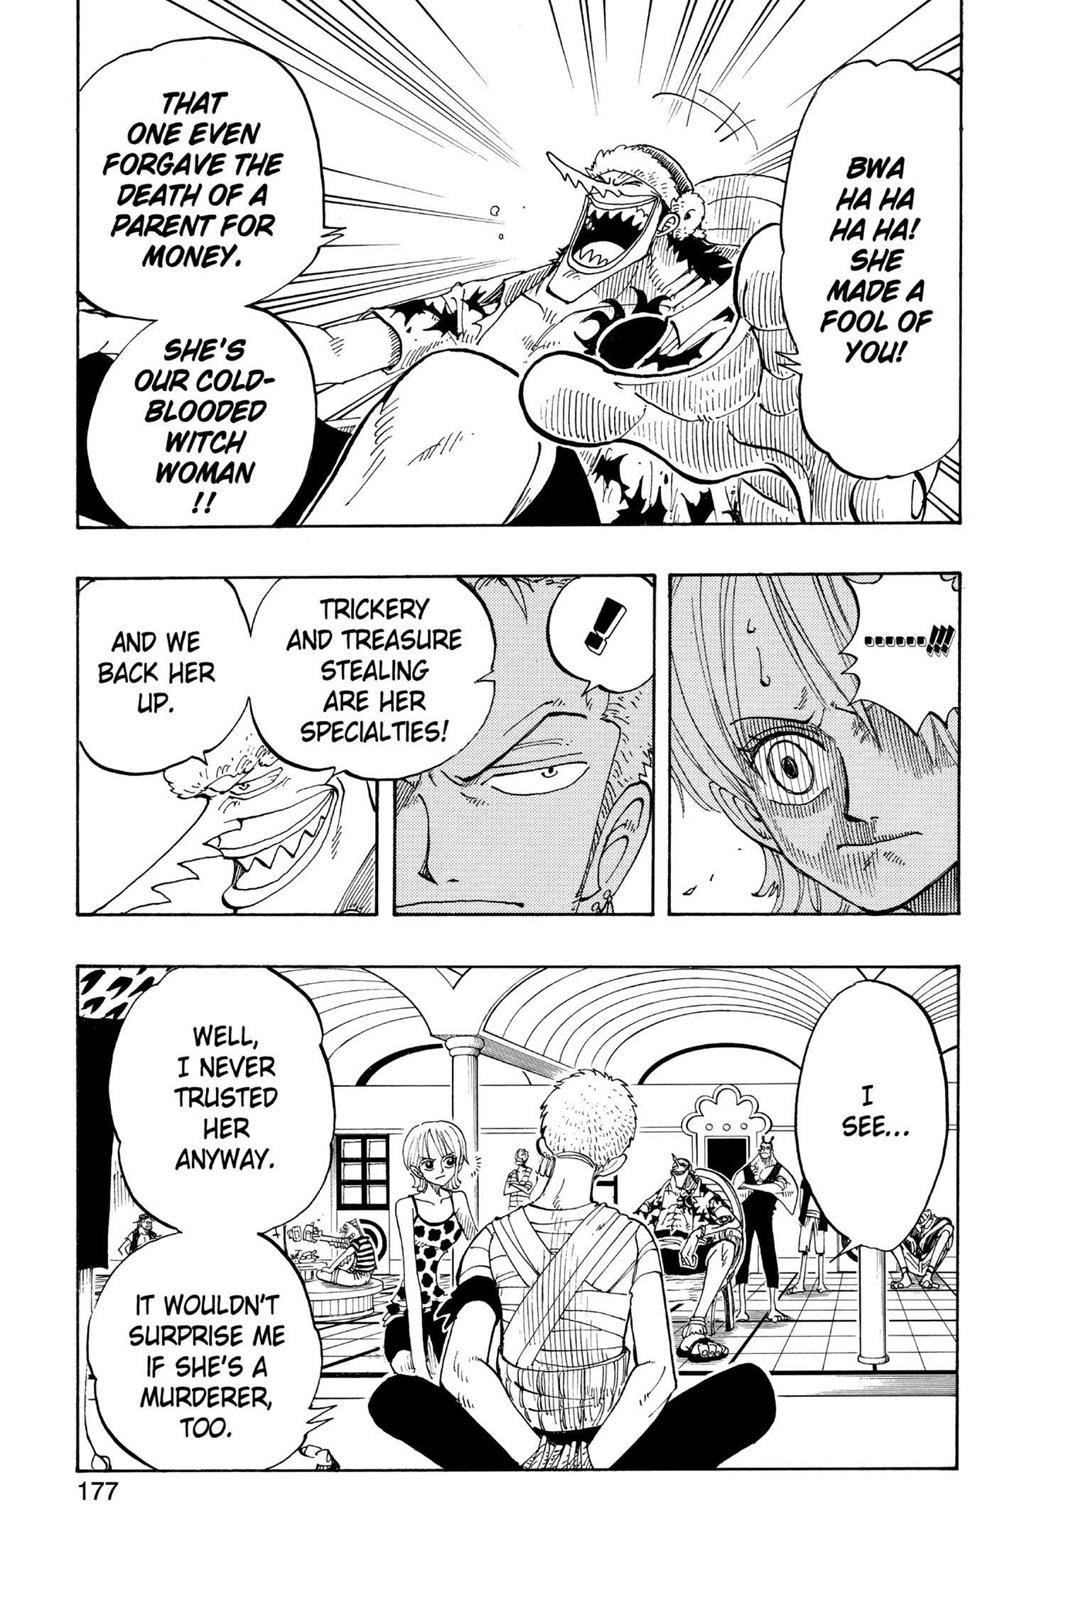 BWA
HA HA
HA HA!
SHE
MADE A
FOOL OF
YOU!
THAT
ONE EVEN
FORGAVE THE
DEATH OF A
PARENT FOR
MONEY.
SHE'S
OUR COLD-
BLOODED
WITCH
WOMAN
!!
......!!!
!
TRICKERY
AND TREASURE
STEALING
ARE HER
SPECIALTIES!
AND WE
BACK HER
UP.
I
SEE...
WELL,
I NEVER
TRUSTED
HER
ANYWAY.
IT WOULDN'T
SURPRISE ME
IF SHE'S A
MURDERER,
TOO.
177